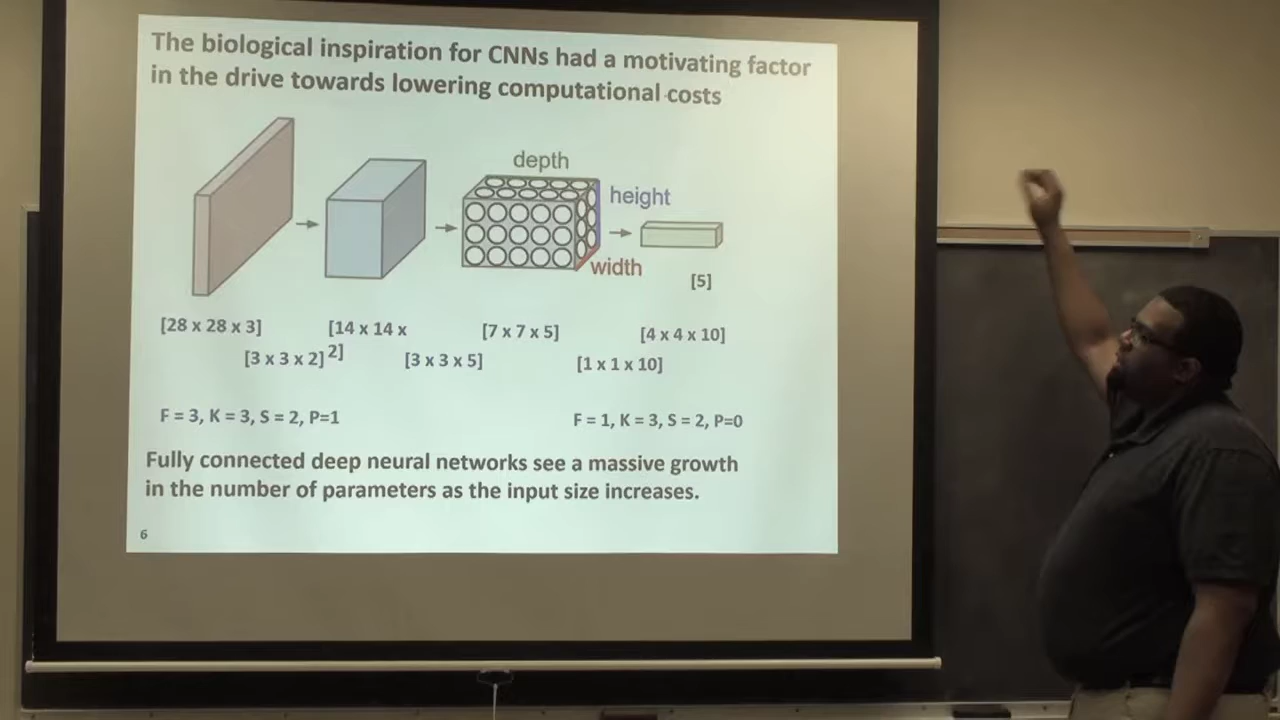 The biological inspiration for CNNs had a motivating factor
in the drive towards lowering computational costs
depth
height
width
[5]
[28 x 28 x 3]
[14 x 14 x
2]
[7 x 7 x 5]
[4 x 4 x 10]
[3 x 3 x 2]
[3 x 3 x 5]
[1 x 1 x 10]
F = 3, K = 3, S = 2, P=1
F = 1, K = 3, S = 2, P=0
Fully connected deep neural networks see a massive growth
in the number of parameters as the input size increases.
6